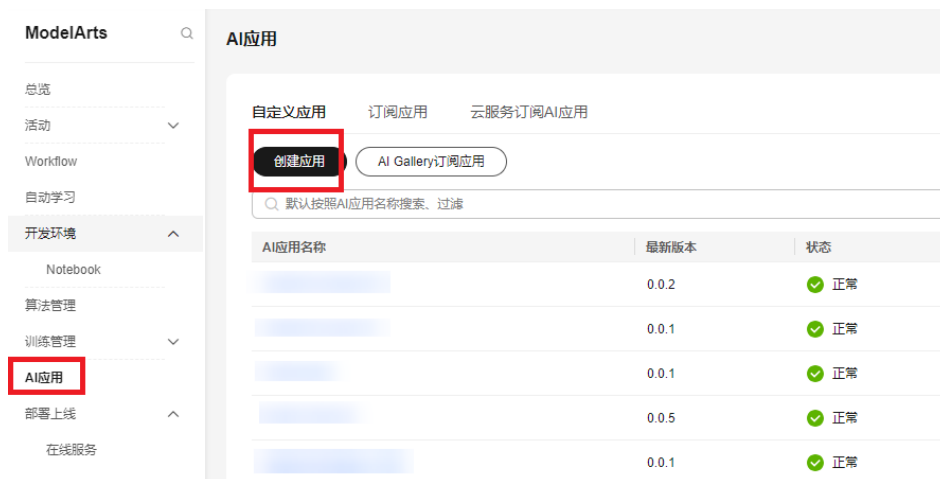 ModelArts
总览
活动
Workflow
自动学习
开发环境
Notebook
算法管理
训练管理
AI应用
部署上线
在线服务
AI应用
自定义应用 订阅应用 云服务订阅AI应用
创建应用 AI Gallery订阅应用
默认按照AI应用名称搜索、过滤
AI应用名称 最新版本 状态
0.0.2 正常
0.0.1 正常
0.0.1 正常
0.0.5 正常
0.0.1 正常